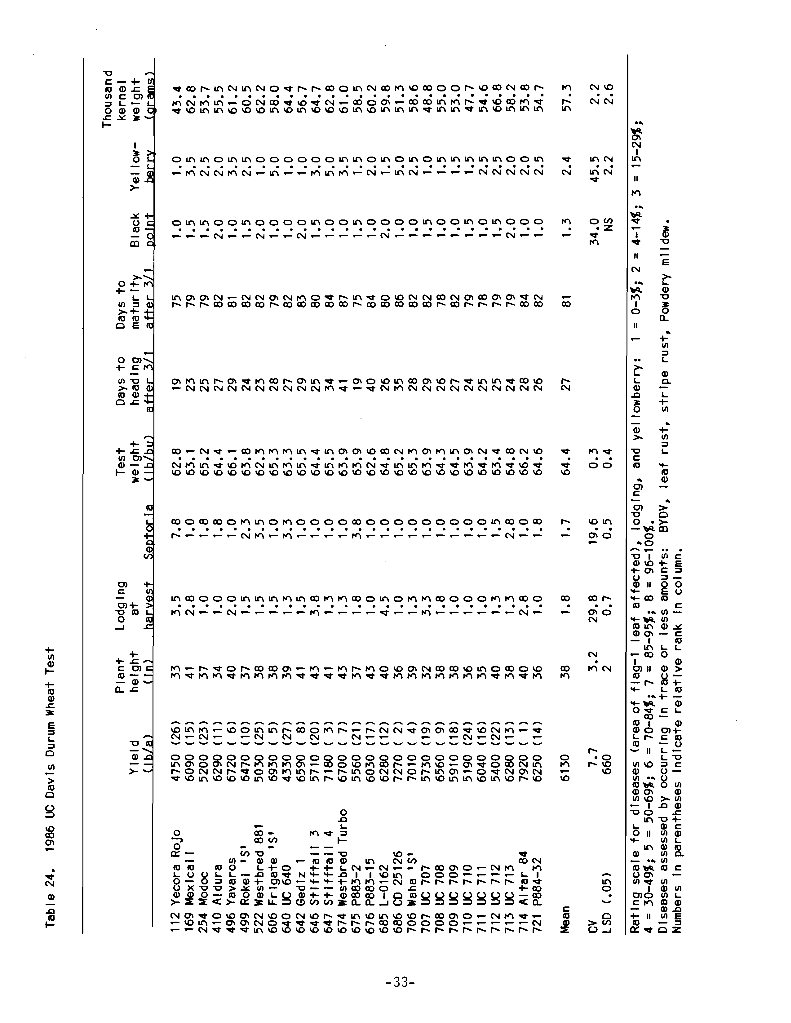 Table 24. 1986 UC Davis Durum Wheat Test
Thousand
Plant Lodging Test Days to Days to kernel
Yield height at weight heading maturity Black Yellow- weight
(lb/a) (in) harvest Septoria (lb/bu) after 3/1 after 3/1 point berry (grams)
112 Yecora Rojo 4750 (26) 33 3.5 7.8 62.8 19 75 1.0 1.0 43.4
169 Mexicali 6090 (15) 41 2.8 1.0 63.1 23 79 1.5 3.5 62.8
254 Modoc 5200 (23) 37 1.0 1.8 65.2 25 79 1.5 2.5 53.7
410 Aldura 6290 (11) 34 1.0 1.8 64.4 27 82 2.0 2.0 55.5
496 Yavaros 6720 ( 6) 40 2.0 1.0 66.1 29 81 1.0 3.5 61.2
499 Rokel 'S' 6470 (10) 37 1.5 2.3 63.8 24 82 1.5 2.5 60.5
522 Westbred 881 5030 (25) 38 1.5 3.5 62.3 23 82 2.0 1.0 62.2
606 Frigate 'S' 6930 ( 5) 37 1.5 1.0 65.3 28 79 1.0 5.0 58.0
640 UC 640 4330 (27) 39 1.3 3.3 63.3 27 82 1.0 1.0 64.4
642 Gediz 1 6590 ( 8) 41 1.5 1.0 65.5 29 83 2.0 1.0 56.7
646 Stifftail 3 5710 (20) 43 3.8 1.0 64.4 25 80 1.5 3.0 64.7
647 Stifftail 4 7180 ( 3) 41 1.3 1.0 65.5 34 84 1.0 5.0 62.8
674 Westbred Turbo 6700 ( 7) 43 1.3 1.0 63.9 41 87 1.0 3.5 61.0
675 P883-2 5560 (21) 37 1.8 3.8 63.9 19 75 1.5 1.5 58.5
676 P883-15 6030 (17) 43 1.0 1.0 62.6 40 84 1.0 2.0 60.2
685 L-0162 6280 (12) 40 4.5 1.0 64.8 26 80 2.0 1.5 59.8
686 CD 25126 7270 ( 2) 36 1.0 1.0 65.2 35 86 1.0 5.0 51.3
706 Waha 'S' 7010 ( 4) 39 1.3 1.0 65.3 28 82 1.0 2.5 58.6
707 UC 707 5730 (19) 32 3.3 1.0 63.9 29 82 1.5 1.0 48.8
708 UC 708 6560 ( 9) 38 1.8 1.0 64.3 26 78 1.0 1.5 55.0
709 UC 709 5910 (18) 38 1.0 1.0 64.5 27 82 1.0 1.5 53.0
710 UC 710 5190 (24) 36 1.0 1.0 63.9 24 79 1.0 1.5 47.7
711 UC 711 6040 (16) 35 1.0 1.0 64.2 25 78 1.0 2.5 54.6
712 UC 712 5400 (22) 40 1.3 1.5 63.4 25 79 1.5 2.5 66.8
713 UC 713 6280 (13) 38 1.3 2.8 64.8 24 79 2.0 2.0 58.2
714 Altar 84 7920 ( 1) 40 2.8 1.0 66.2 28 84 1.0 2.0 53.8
721 P884-32 6250 (14) 36 1.0 1.8 64.6 26 82 1.0 2.5 54.7
Mean 6130 38 1.8 1.7 64.4 27 81 1.3 2.4 57.3
CV 7.7 3.2 29.8 19.6 0.3 34.0 45.5 2.2
LSD (.05) 660 2 0.7 0.5 0.4 NS 2.2 2.6
Rating scale for diseases (area of flag-1 leaf affected), lodging, and yellowberry: 1 = 0-3%; 2 = 4-14%; 3 = 15-29%;
4 = 30-49%; 5 = 50-69%; 6 = 70-84%; 7 = 85-95%; 8 = 96-100%.
Diseases assessed by occurring in trace or less amounts: BYDV, leaf rust, stripe rust, Powdery mildew.
Numbers in parentheses indicate relative rank in column.
-33-